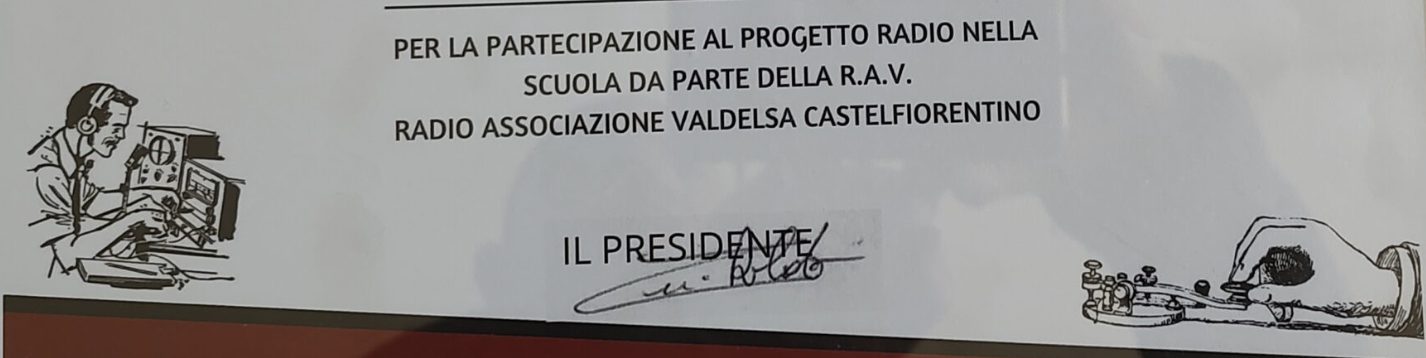 PER LA PARTECIPAZIONE AL PROGETTO RADIO NELLA
SCUOLA DA PARTE DELLA R.A.V.
RADIO ASSOCIAZIONE VALDELSA CASTELFIORENTINO
IL PRESIDENTE